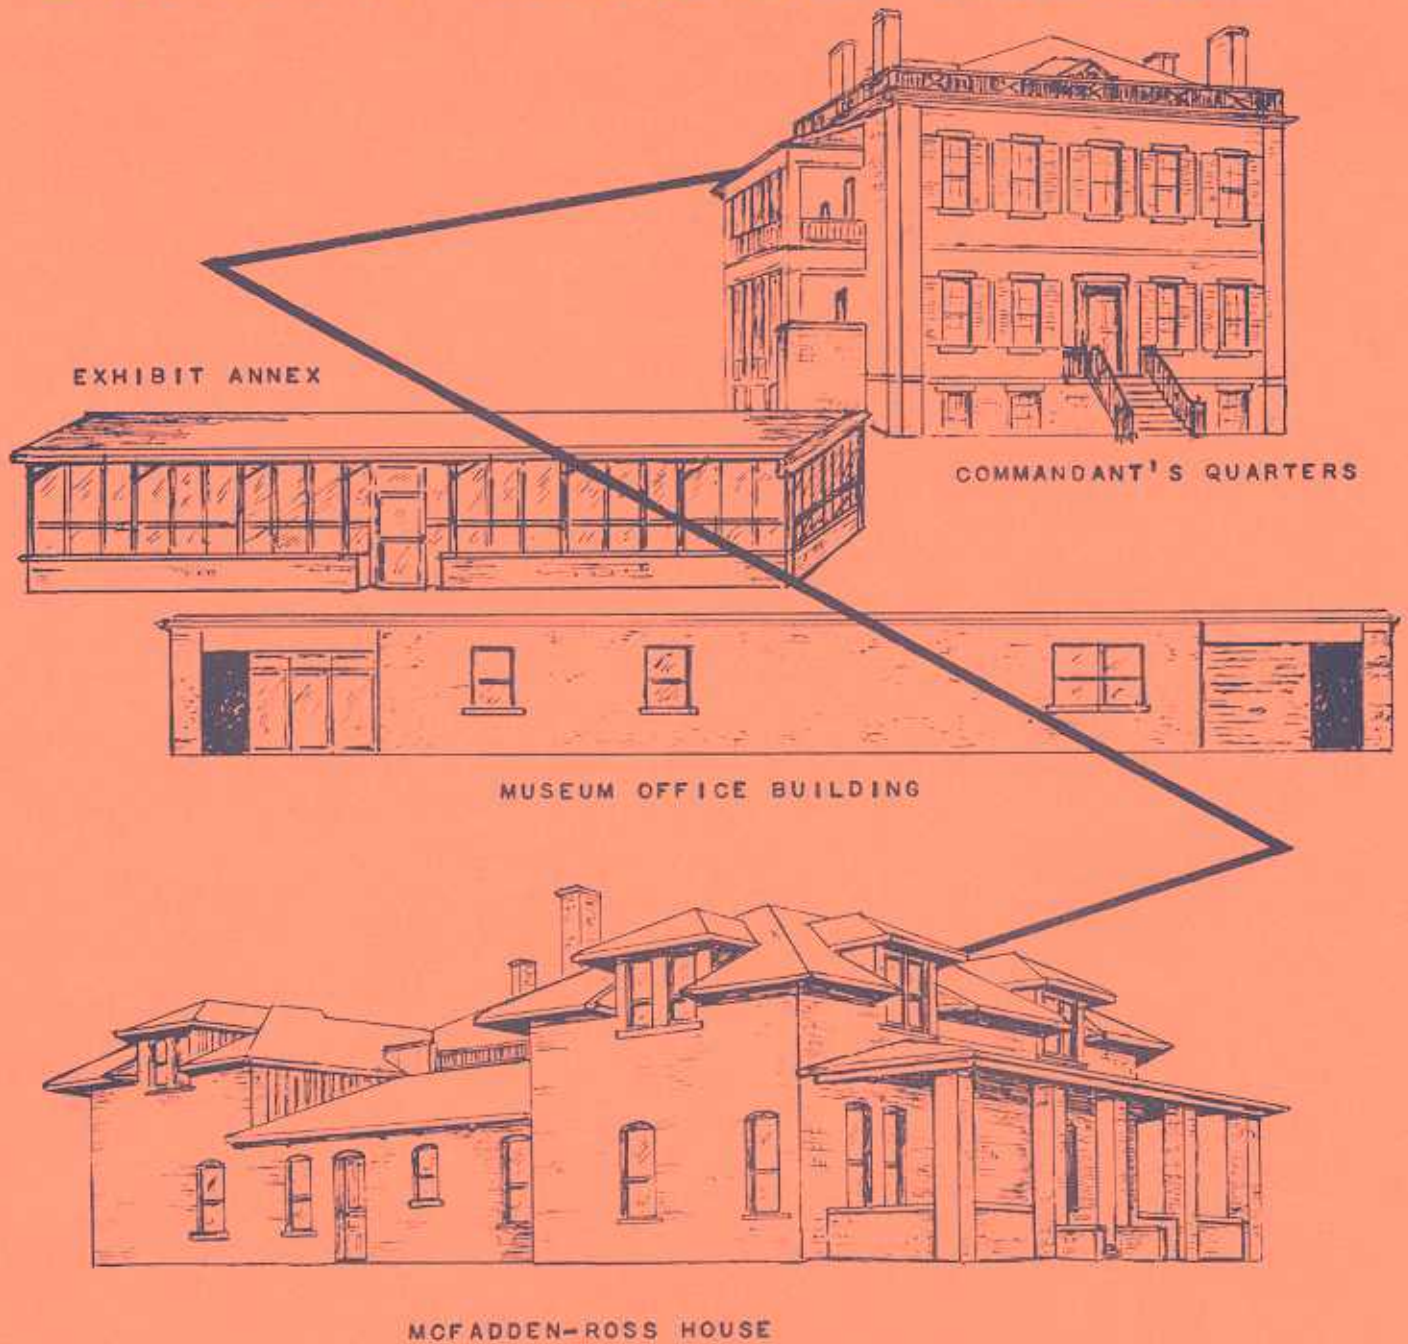 EXHIBIT ANNEX
COMMANDANT'S QUARTERS
MUSEUM OFFICE BUILDING
MCFADDEN-ROSS HOUSE